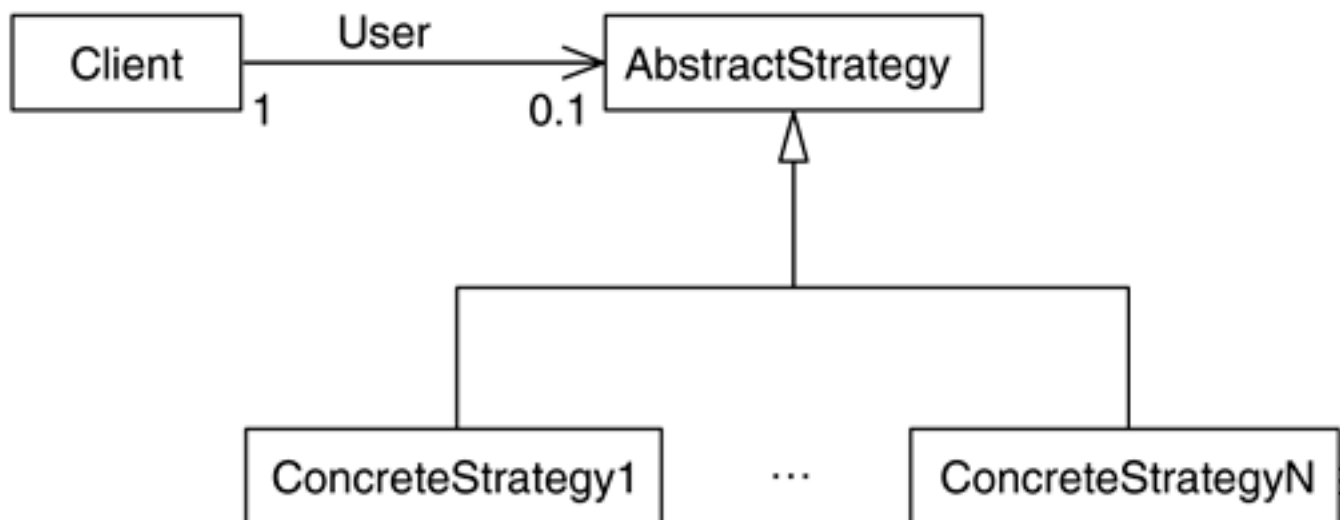 User
Client
AbstractStrategy
1
0.1
ConcreteStrategy1
...
ConcreteStrategyN